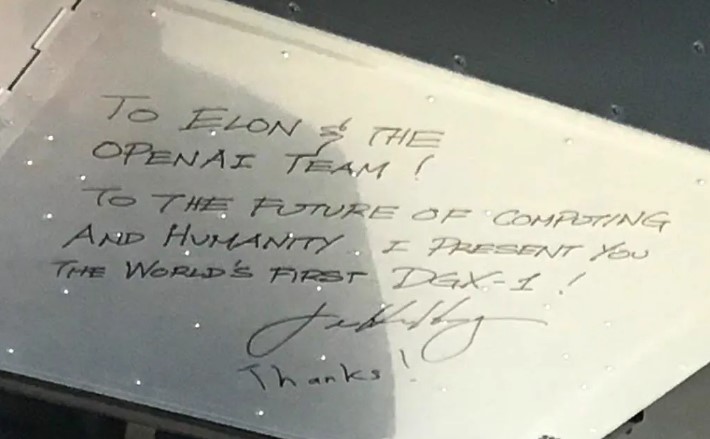 TO ELON & THE
OPENAI TEAM!
TO THE FUTURE OF COMPUTING
AND HUMANITY. I PRESENT YOU
THE WORLD'S FIRST DGX-1!
Thanks!